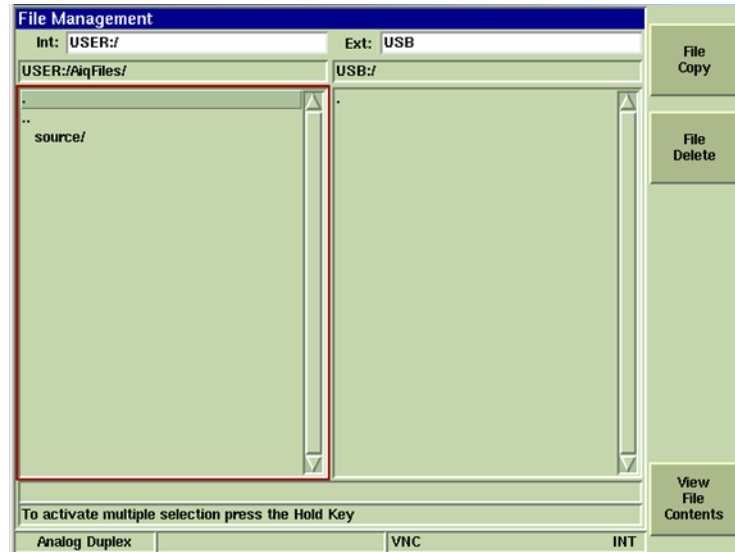 File Management
Int: USER:/
Ext: USB
USER:/AiqFiles/
USB:/
.
..
source/
.
To activate multiple selection press the Hold Key
Analog Duplex
VNC
INT
File
Copy
File
Delete
View
File
Contents